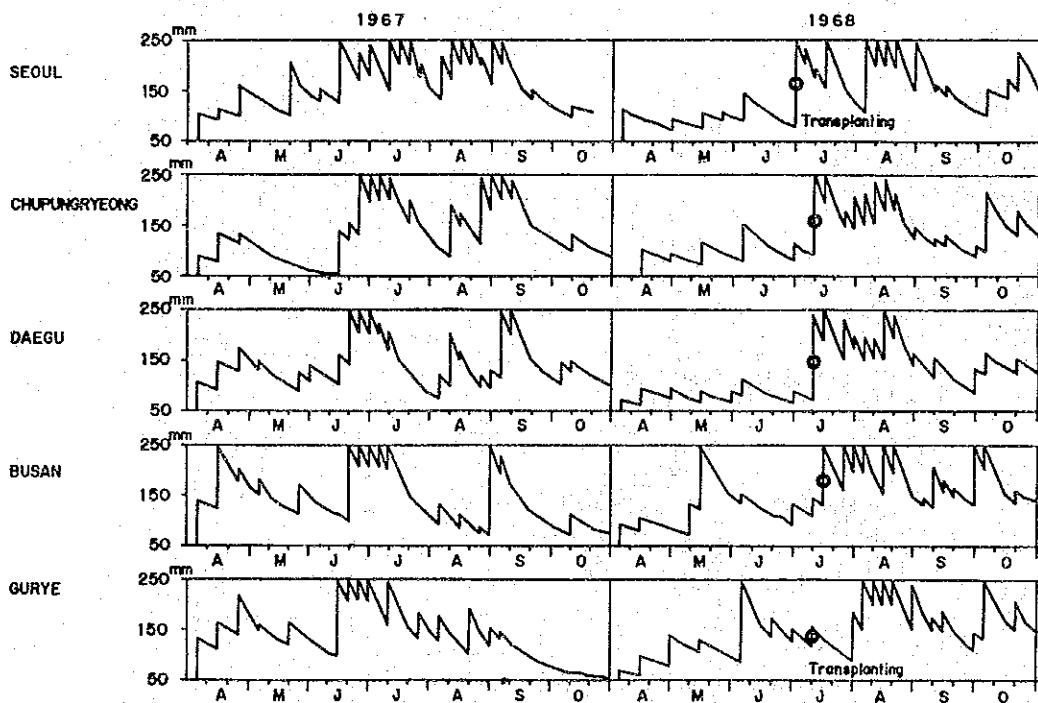 1967 1968
mm
250
SEOUL
150
50
Transplanting
A M J J A S O A M J J A S O
mm
250
CHUPUNGRYEONG
150
50
A M J J A S O A M J J A S O
mm
250
DAEGU
150
50
A M J J A S O A M J J A S O
mm
250
BUSAN
150
50
A M J J A S O A M J J A S O
mm
250
GURYE
150
50
Transplanting
A M J J A S O A M J J A S O